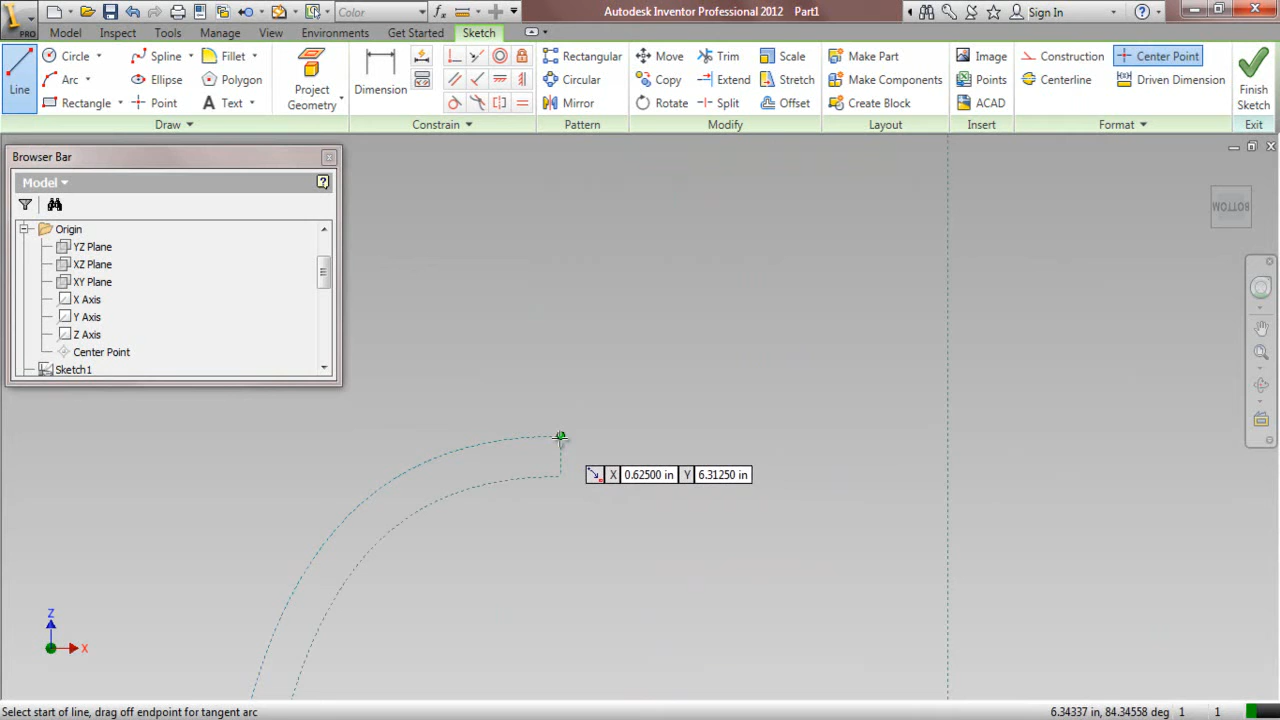 PRO
Color
Autodesk Inventor Professional 2012 Part1
Sign In
Model Inspect Tools Manage View Environments Get Started Sketch
Line
Circle
Arc
Rectangle
Spline
Ellipse
Point
Fillet
Polygon
Text
Project
Geometry
Dimension
Rectangular
Circular
Mirror
Move
Copy
Rotate
Trim
Extend
Split
Scale
Stretch
Offset
Make Part
Make Components
Create Block
Image
Points
ACAD
Construction
Centerline
Center Point
Driven Dimension
Finish
Sketch
Draw Constrain Pattern Modify Layout Insert Format Exit
Browser Bar
Model
Origin
YZ Plane
XZ Plane
XY Plane
X Axis
Y Axis
Z Axis
Center Point
Sketch1
BOTTOM
X 0.62500 in Y 6.31250 in
Z
X
Select start of line, drag off endpoint for tangent arc
6.34337 in, 84.34558 deg 1 1